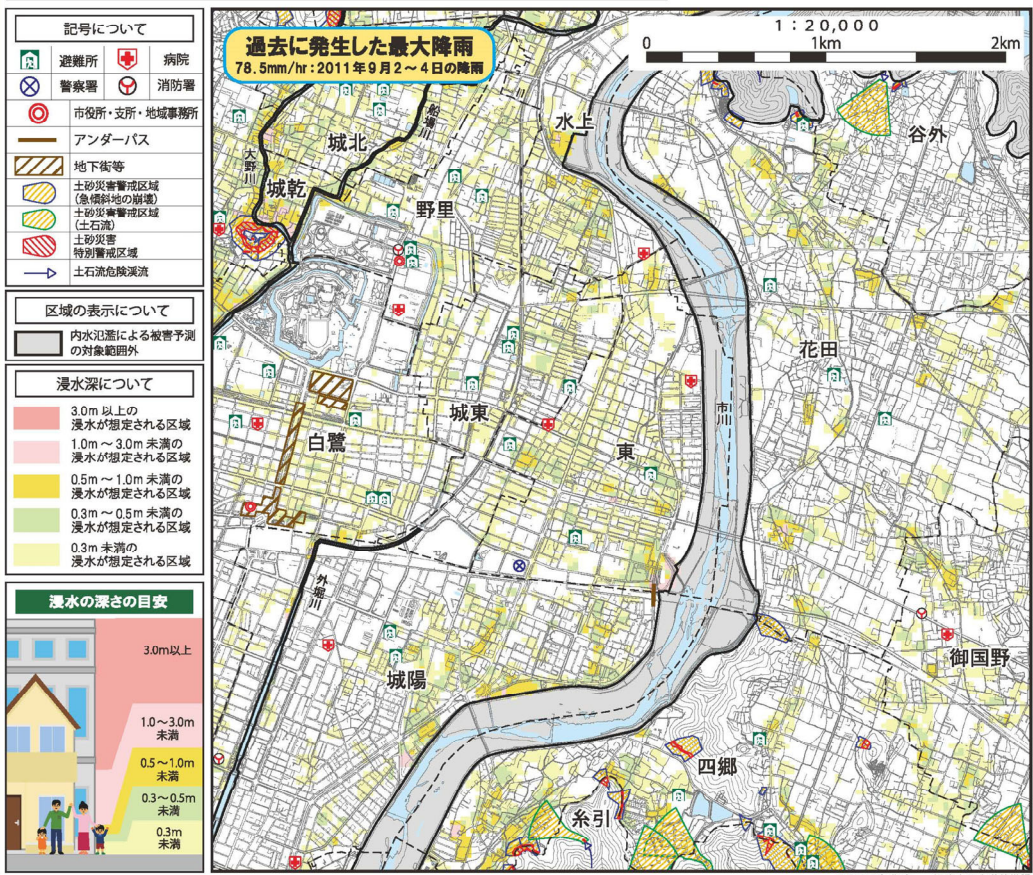 記号について
避難所
病院
警察署
消防署
市役所・支所・地域事務所
アンダーパス
地下街等
土砂災害警戒区域
(急傾斜地の崩壊)
土砂災害警戒区域
(土石流)
土砂災害
特別警戒区域
土石流危険渓流
区域の表示について
内水氾濫による被害予測
の対象範囲外
浸水深について
3.0m 以上の
浸水が想定される区域
1.0m ~ 3.0m 未満の
浸水が想定される区域
0.5m ~ 1.0m 未満の
浸水が想定される区域
0.3m ~ 0.5m 未満の
浸水が想定される区域
0.3m 未満の
浸水が想定される区域
浸水の深さの目安
3.0m以上
1.0~3.0m
未満
0.5~1.0m
未満
0.3~0.5m
未満
0.3m
未満
過去に発生した最大降雨
78.5mm/hr:2011年9月2~4日の降雨
1:20,000
0
1km
2km
水上
谷外
船場川
城北
大野川
城乾
野里
花田
城東
市川
白鷺
東
外堀川
御国野
城陽
四郷
糸引